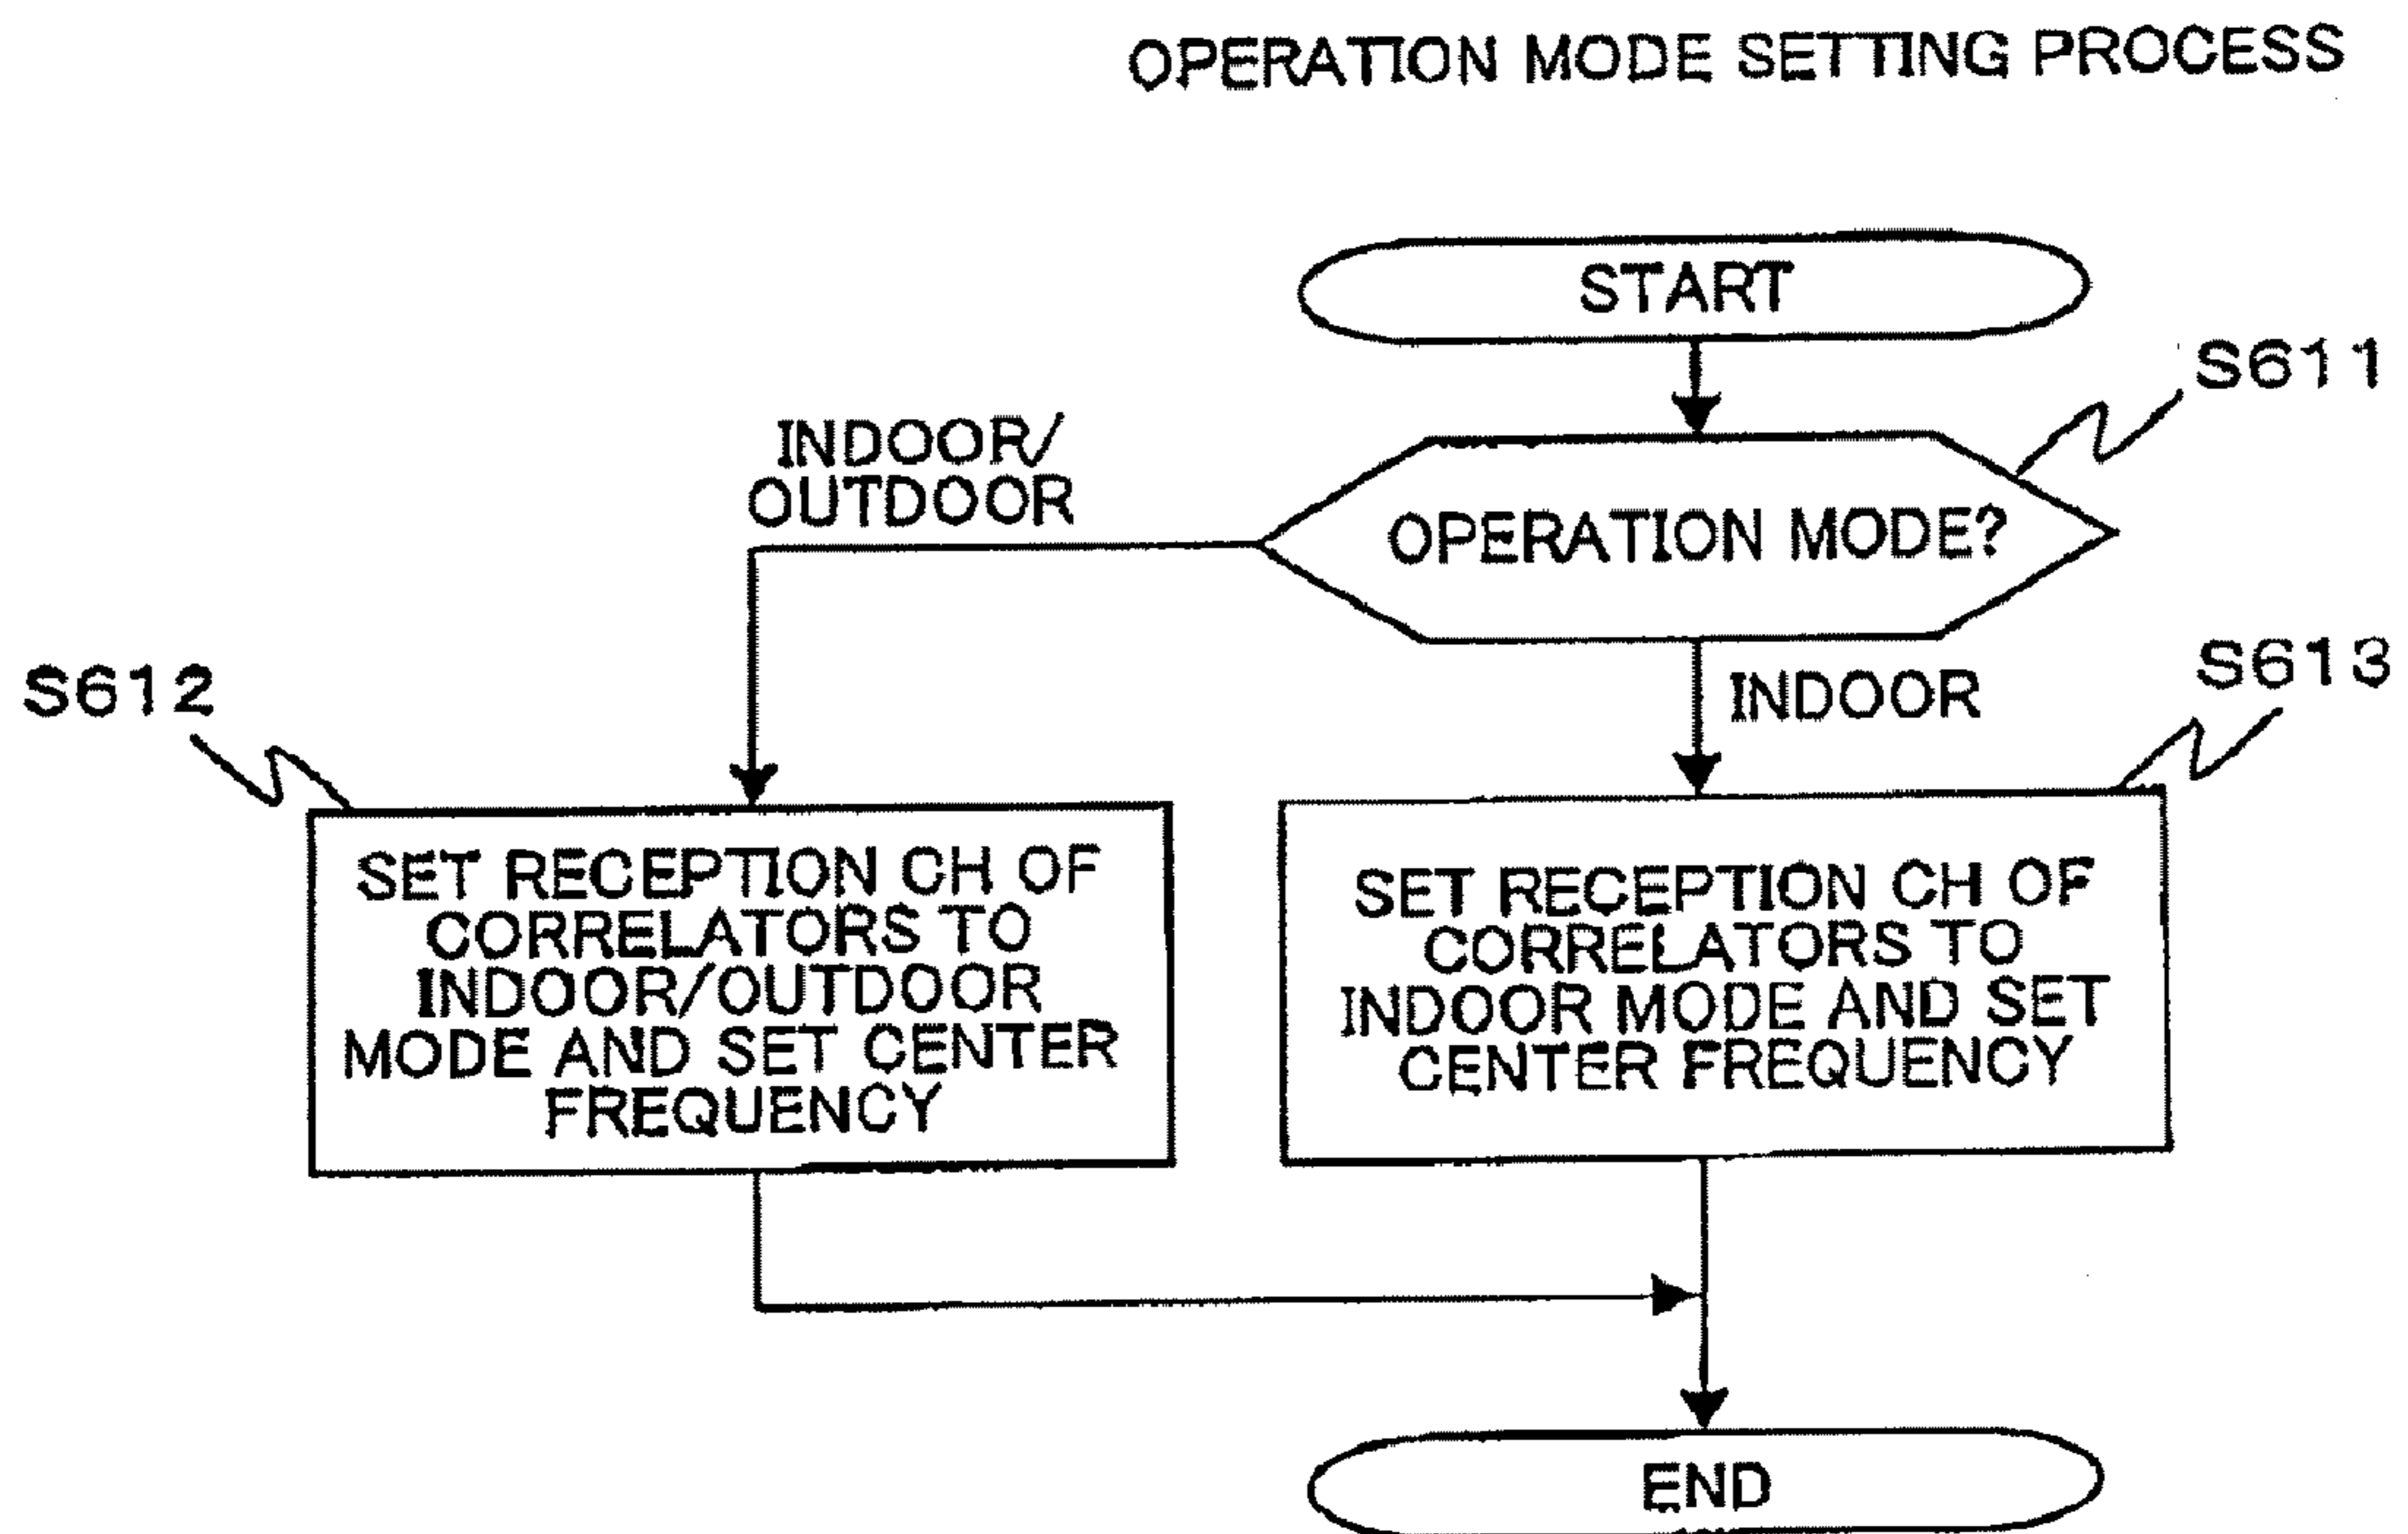 OPERATION MODE SETTING PROCESS
START
S611
INDOOR/
OUTDOOR
OPERATION MODE?
S612
INDOOR
S613
SET RECEPTION CH OF
CORRELATORS TO
INDOOR/OUTDOOR
MODE AND SET CENTER
FREQUENCY
SET RECEPTION CH OF
CORRELATORS TO
INDOOR MODE AND SET
CENTER FREQUENCY
END